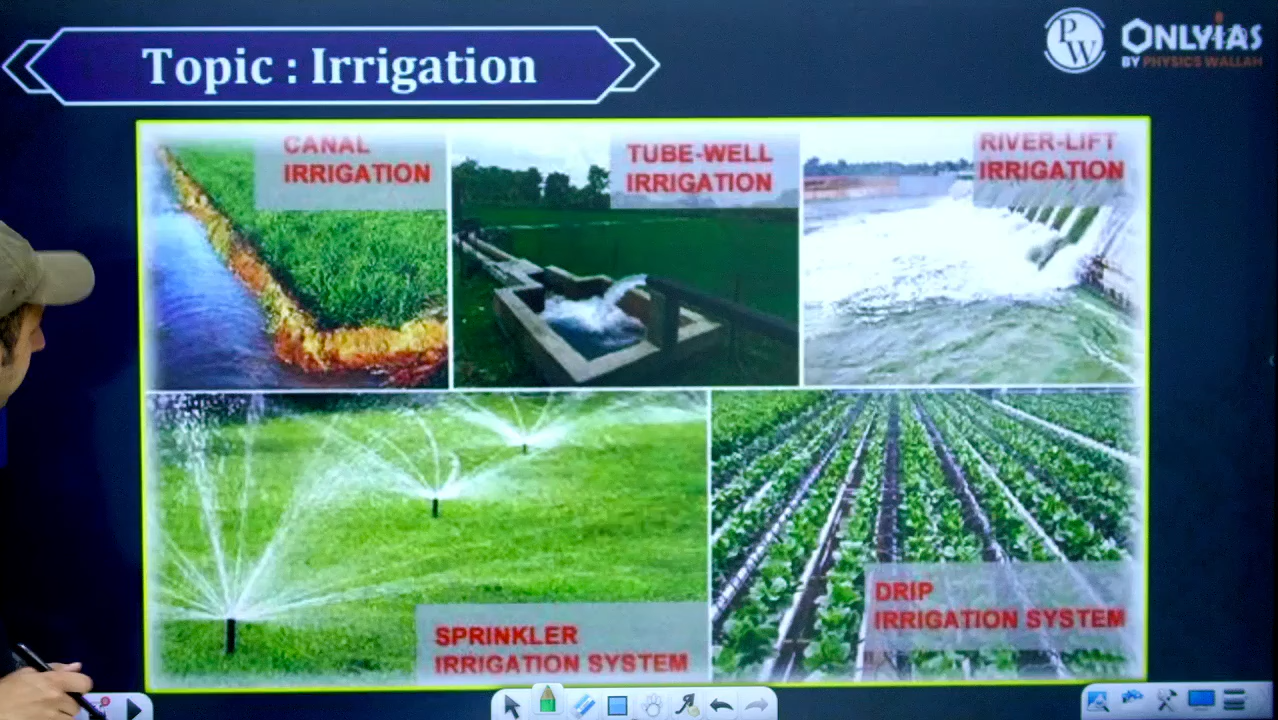 Topic : Irrigation
PW
ONLYIAS
BY PHYSICS WALLAH
CANAL
IRRIGATION
TUBE-WELL
IRRIGATION
RIVER-LIFT
IRRIGATION
SPRINKLER
IRRIGATION SYSTEM
DRIP
IRRIGATION SYSTEM